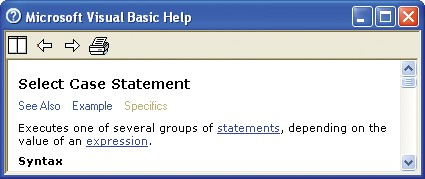 Microsoft Visual Basic Help
Select Case Statement
See Also Example Specifics
Executes one of several groups of statements, depending on the
value of an expression.
Syntax